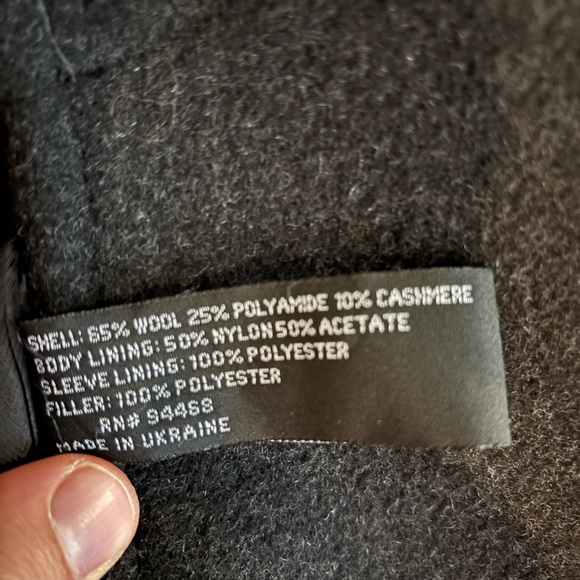 SHELL: 65% WOOL 25% POLYAMIDE 10% CASHMERE
BODY LINING: 50% NYLON 50% ACETATE
SLEEVE LINING: 100% POLYESTER
FILLER: 100% POLYESTER
RN# 94468
MADE IN UKRAINE